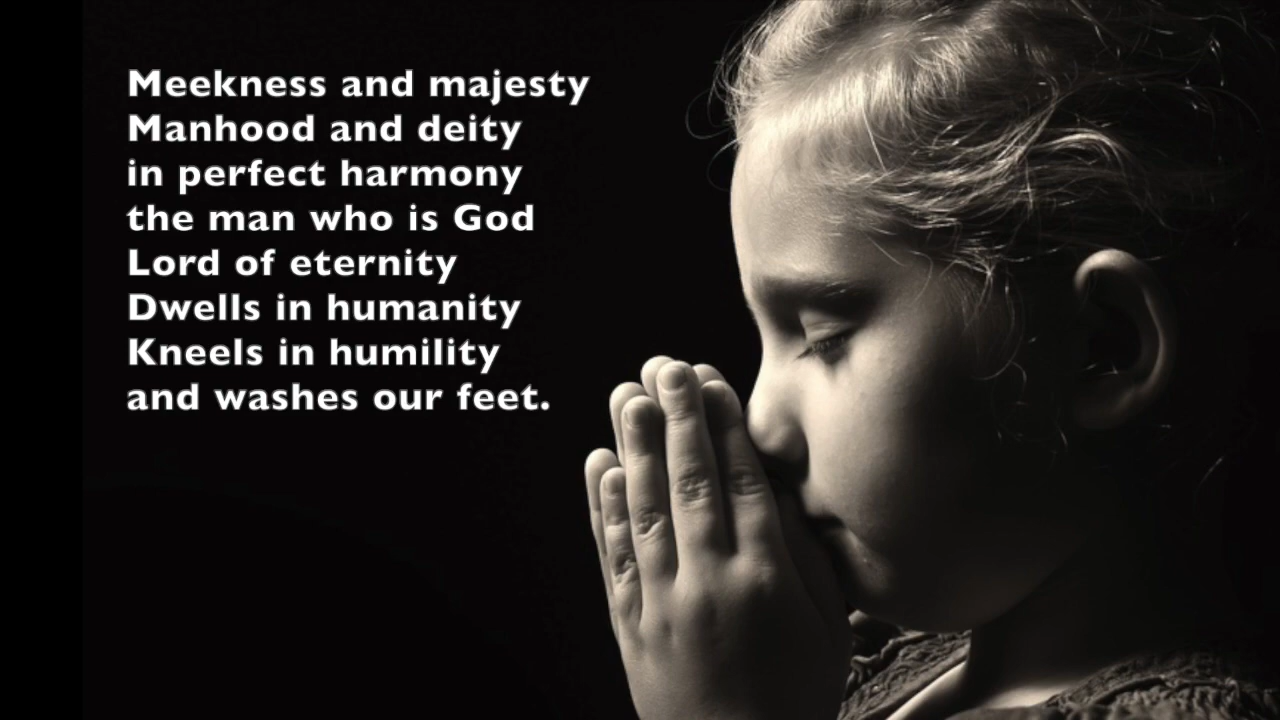 Meekness and majesty
Manhood and deity
in perfect harmony
the man who is God
Lord of eternity
Dwells in humanity
Kneels in humility
and washes our feet.